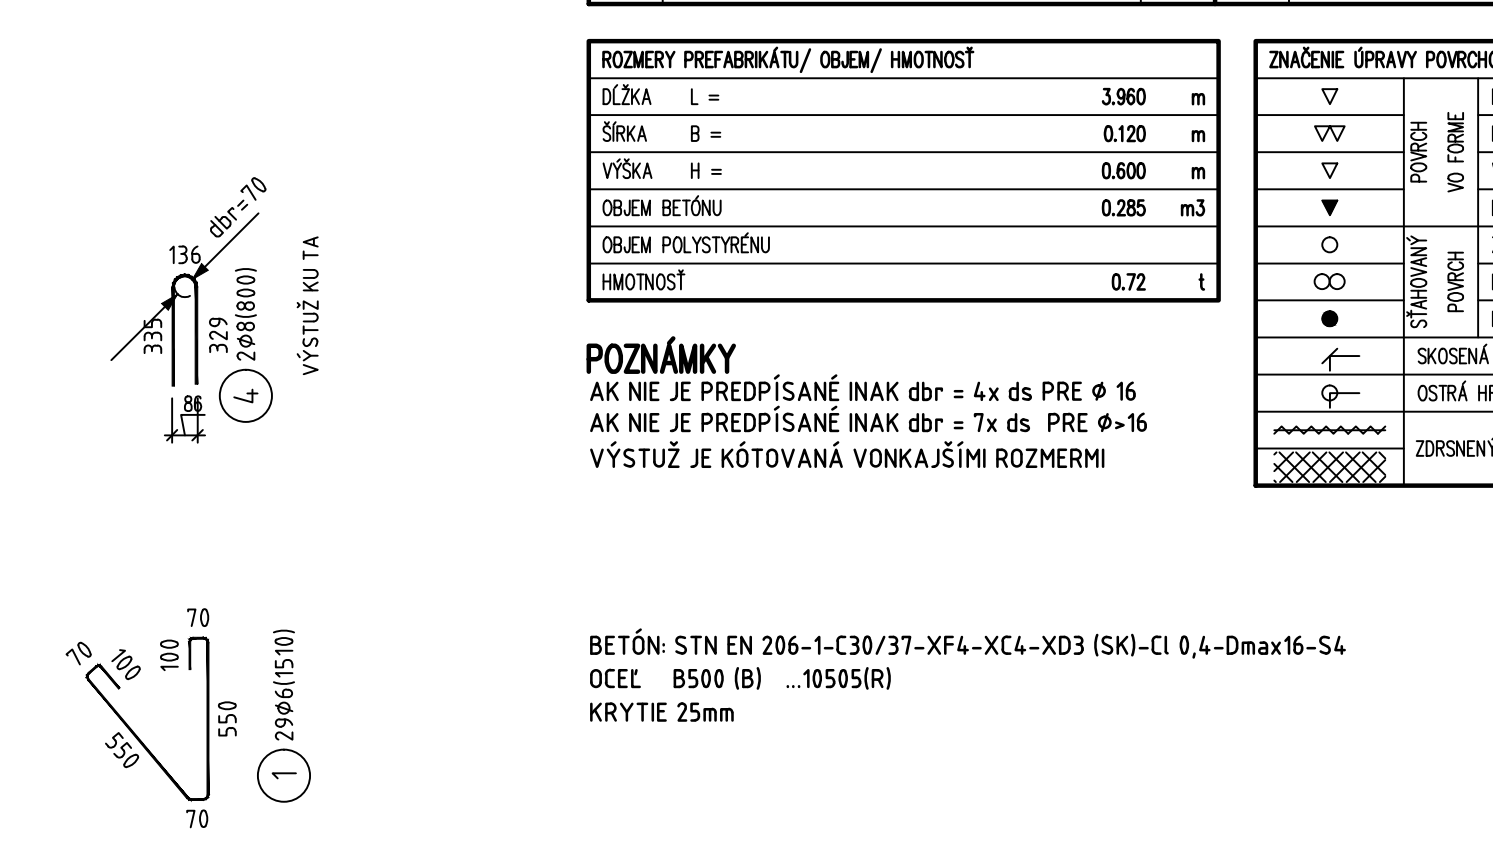 ROZMERY PREFABRIKÁTU/ OBJEM/ HMOTNOSŤ
DĹŽKA L = 3.960 m
ŠÍRKA B = 0.120 m
VÝŠKA H = 0.600 m
OBJEM BETÓNU 0.285 m3
OBJEM POLYSTYRÉNU
HMOTNOSŤ 0.72 t
ZNAČENIE ÚPRAVY
POVRCH
VO FORME
SŤAHOVANÝ
POVRCH
SKOSENÁ
OSTRÁ
POZNÁMKY
AK NIE JE PREDPÍSANÉ INAK dbr = 4x ds PRE Ø 16
AK NIE JE PREDPÍSANÉ INAK dbr = 7x ds PRE Ø>16
VÝSTUŽ JE KÓTOVANÁ VONKAJŠÍMI ROZMERMI
dbr=70
136
335
329
86
4
2Ø8(800)
VÝSTUŽ KU TA
70
100
70
100
550
550
70
1
29Ø6(1510)
BETÓN: STN EN 206-1-C30/37-XF4-XC4-XD3 (SK)-Cl 0,4-Dmax16-S4
OCEĽ B500 (B) ...10505(R)
KRYTIE 25mm